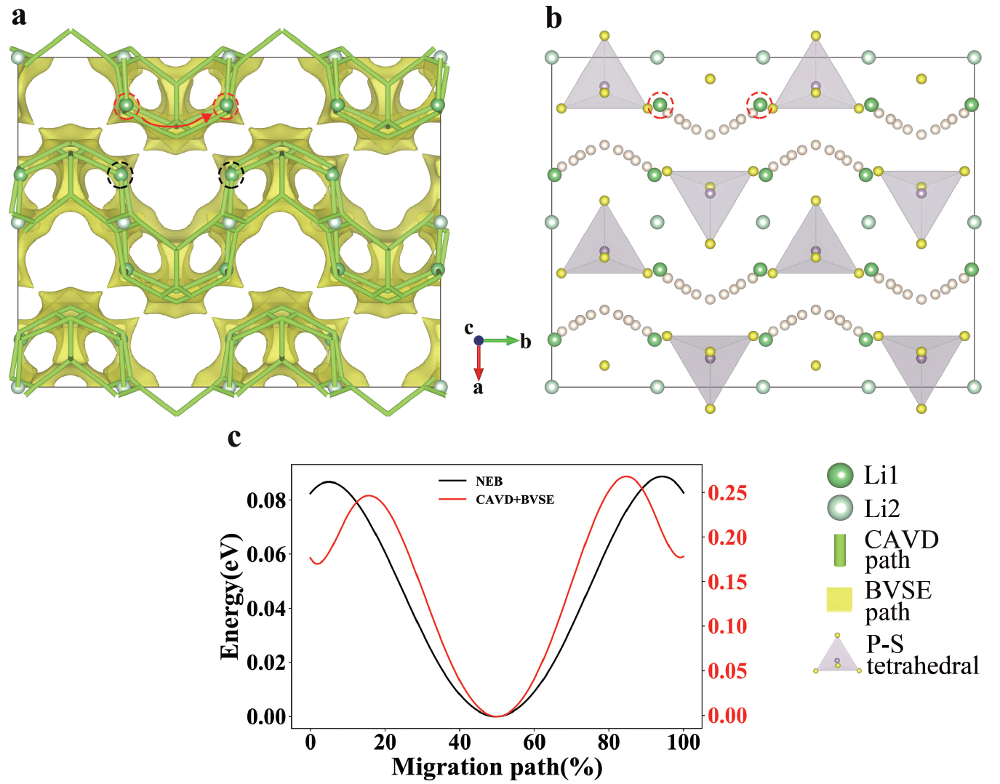 a
b
c
b
a
c
NEB
CAVD+BVSE
0.08
0.06
0.04
0.02
0.00
Energy(eV)
0.25
0.20
0.15
0.10
0.05
0.00
0 20 40 60 80 100
Migration path(%)
Li1
Li2
CAVD
path
BVSE
path
P-S
tetrahedral